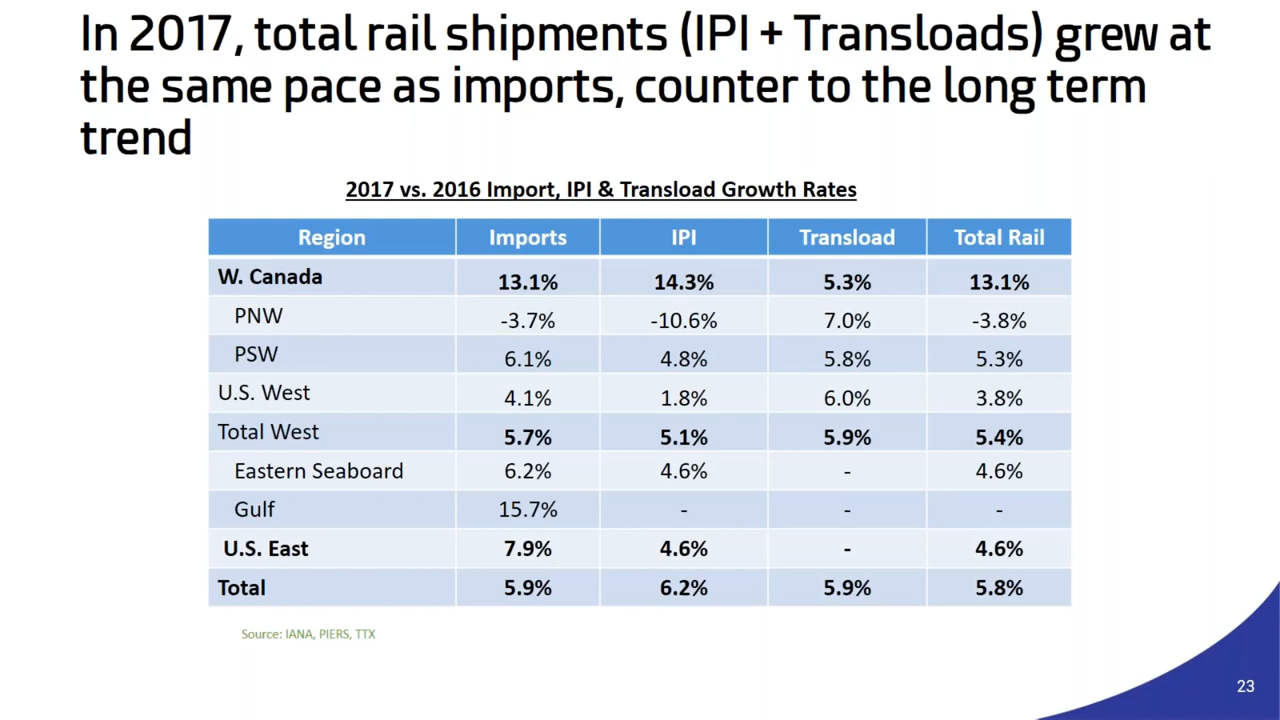 In 2017, total rail shipments (IPI + Transloads) grew at
the same pace as imports, counter to the long term
trend
2017 vs. 2016 Import, IPI & Transload Growth Rates
Region Imports IPI Transload Total Rail
W. Canada 13.1% 14.3% 5.3% 13.1%
PNW -3.7% -10.6% 7.0% -3.8%
PSW 6.1% 4.8% 5.8% 5.3%
U.S. West 4.1% 1.8% 6.0% 3.8%
Total West 5.7% 5.1% 5.9% 5.4%
Eastern Seaboard 6.2% 4.6% - 4.6%
Gulf 15.7% - - -
U.S. East 7.9% 4.6% - 4.6%
Total 5.9% 6.2% 5.9% 5.8%
Source: IANA, PIERS, TTX
23